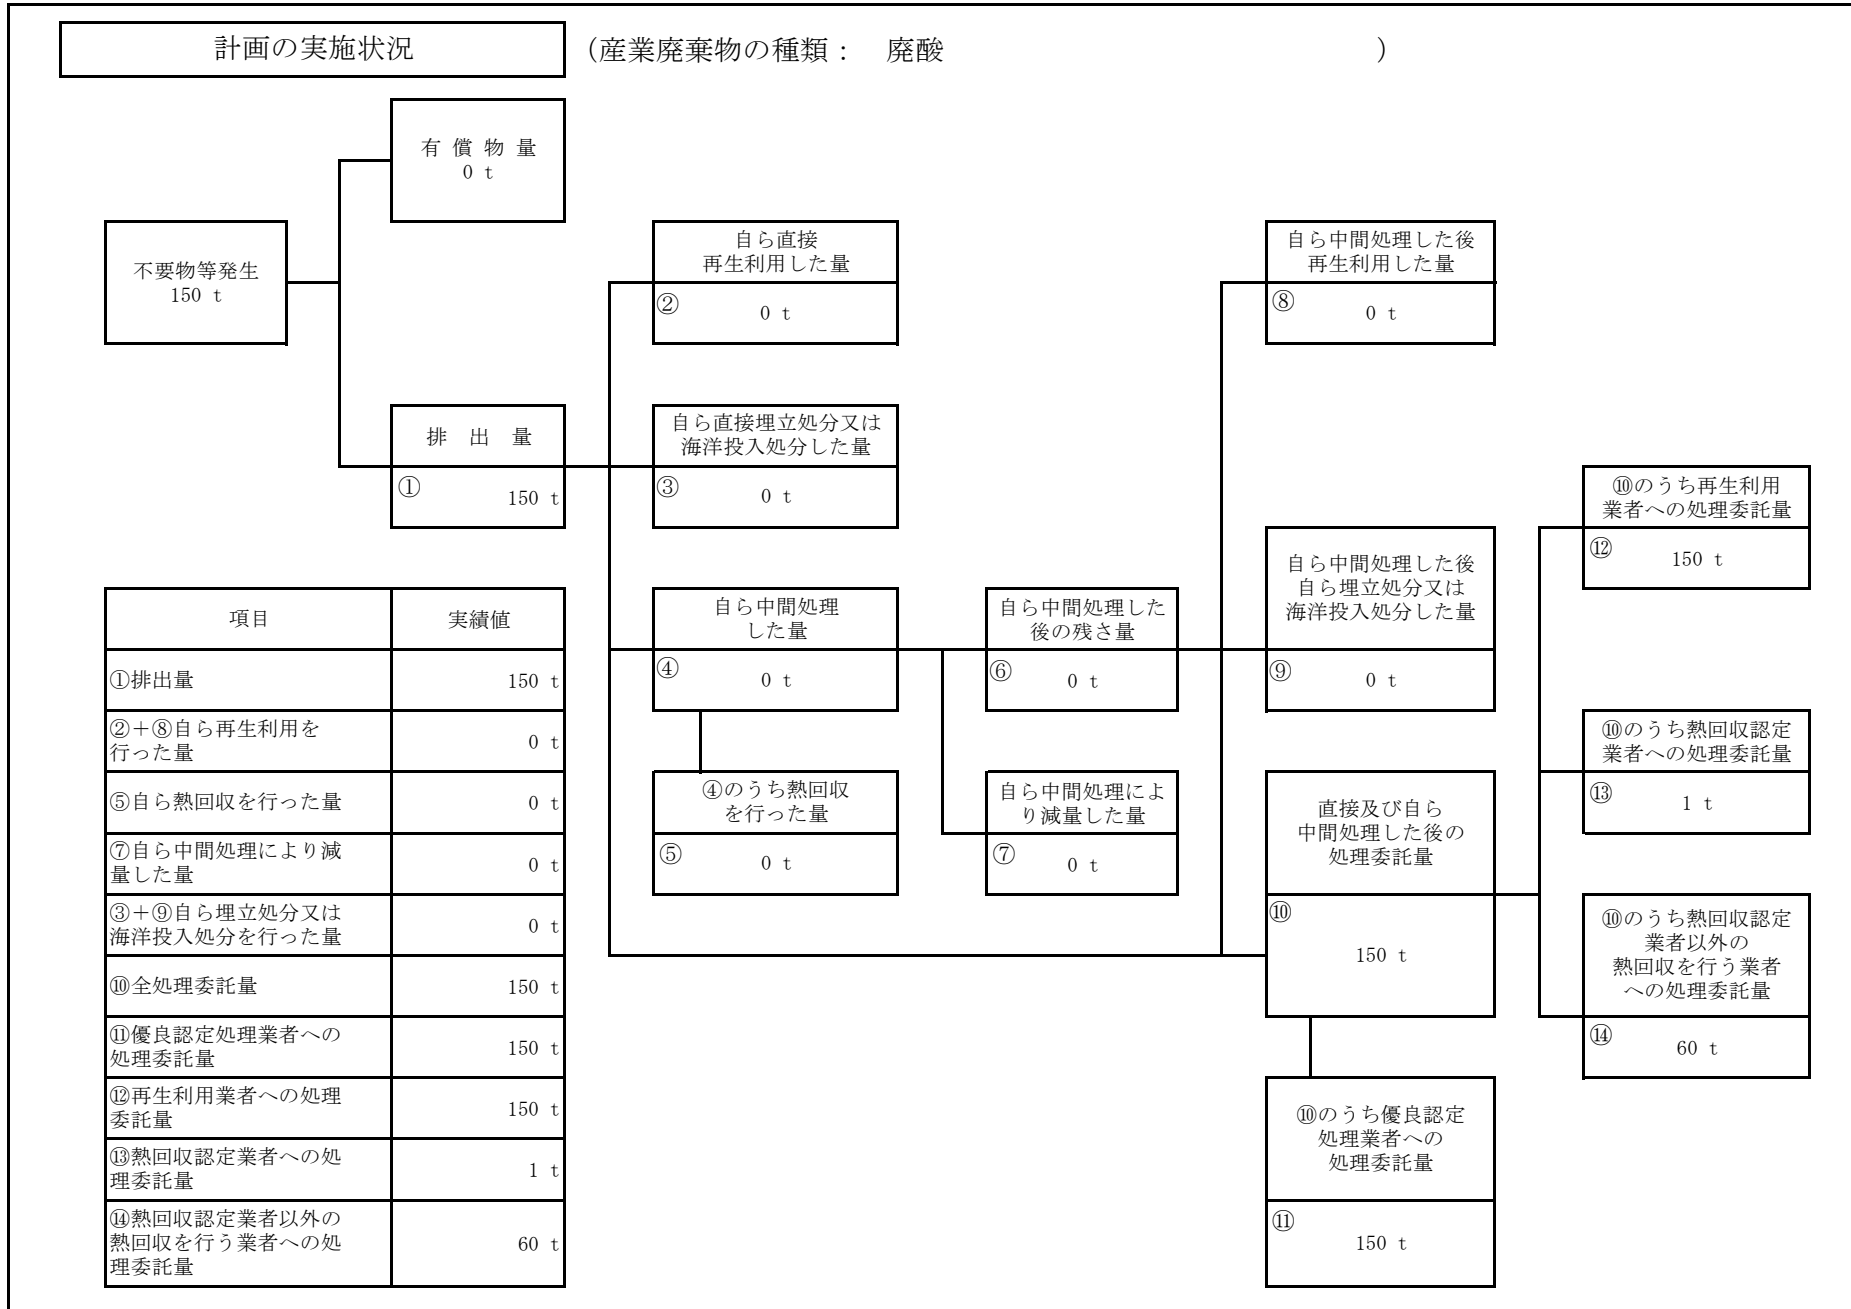 計画の実施状況
（産業廃棄物の種類： 廃酸 ）
有 償 物 量
0 t
不要物等発生
150 t
排 出 量
①
150 t
自ら直接
再生利用した量
②
0 t
自ら直接埋立処分又は
海洋投入処分した量
③
0 t
自ら中間処理
した量
④
0 t
④のうち熱回収
を行った量
⑤
0 t
自ら中間処理した
後の残さ量
⑥
0 t
自ら中間処理によ
り減量した量
⑦
0 t
自ら中間処理した後
再生利用した量
⑧
0 t
自ら中間処理した後
自ら埋立処分又は
海洋投入処分した量
⑨
0 t
直接及び自ら
中間処理した後の
処理委託量
⑩
150 t
⑩のうち優良認定
処理業者への
処理委託量
⑪
150 t
⑩のうち再生利用
業者への処理委託量
⑫
150 t
⑩のうち熱回収認定
業者への処理委託量
⑬
1 t
⑩のうち熱回収認定
業者以外の
熱回収を行う業者
への処理委託量
⑭
60 t
項目 実績値
①排出量 150 t
②＋⑧自ら再生利用を
行った量
0 t
⑤自ら熱回収を行った量 0 t
⑦自ら中間処理により減
量した量
0 t
③＋⑨自ら埋立処分又は
海洋投入処分を行った量
0 t
⑩全処理委託量 150 t
⑪優良認定処理業者への
処理委託量
150 t
⑫再生利用業者への処理
委託量
150 t
⑬熱回収認定業者への処
理委託量
1 t
⑭熱回収認定業者以外の
熱回収を行う業者への処
理委託量
60 t